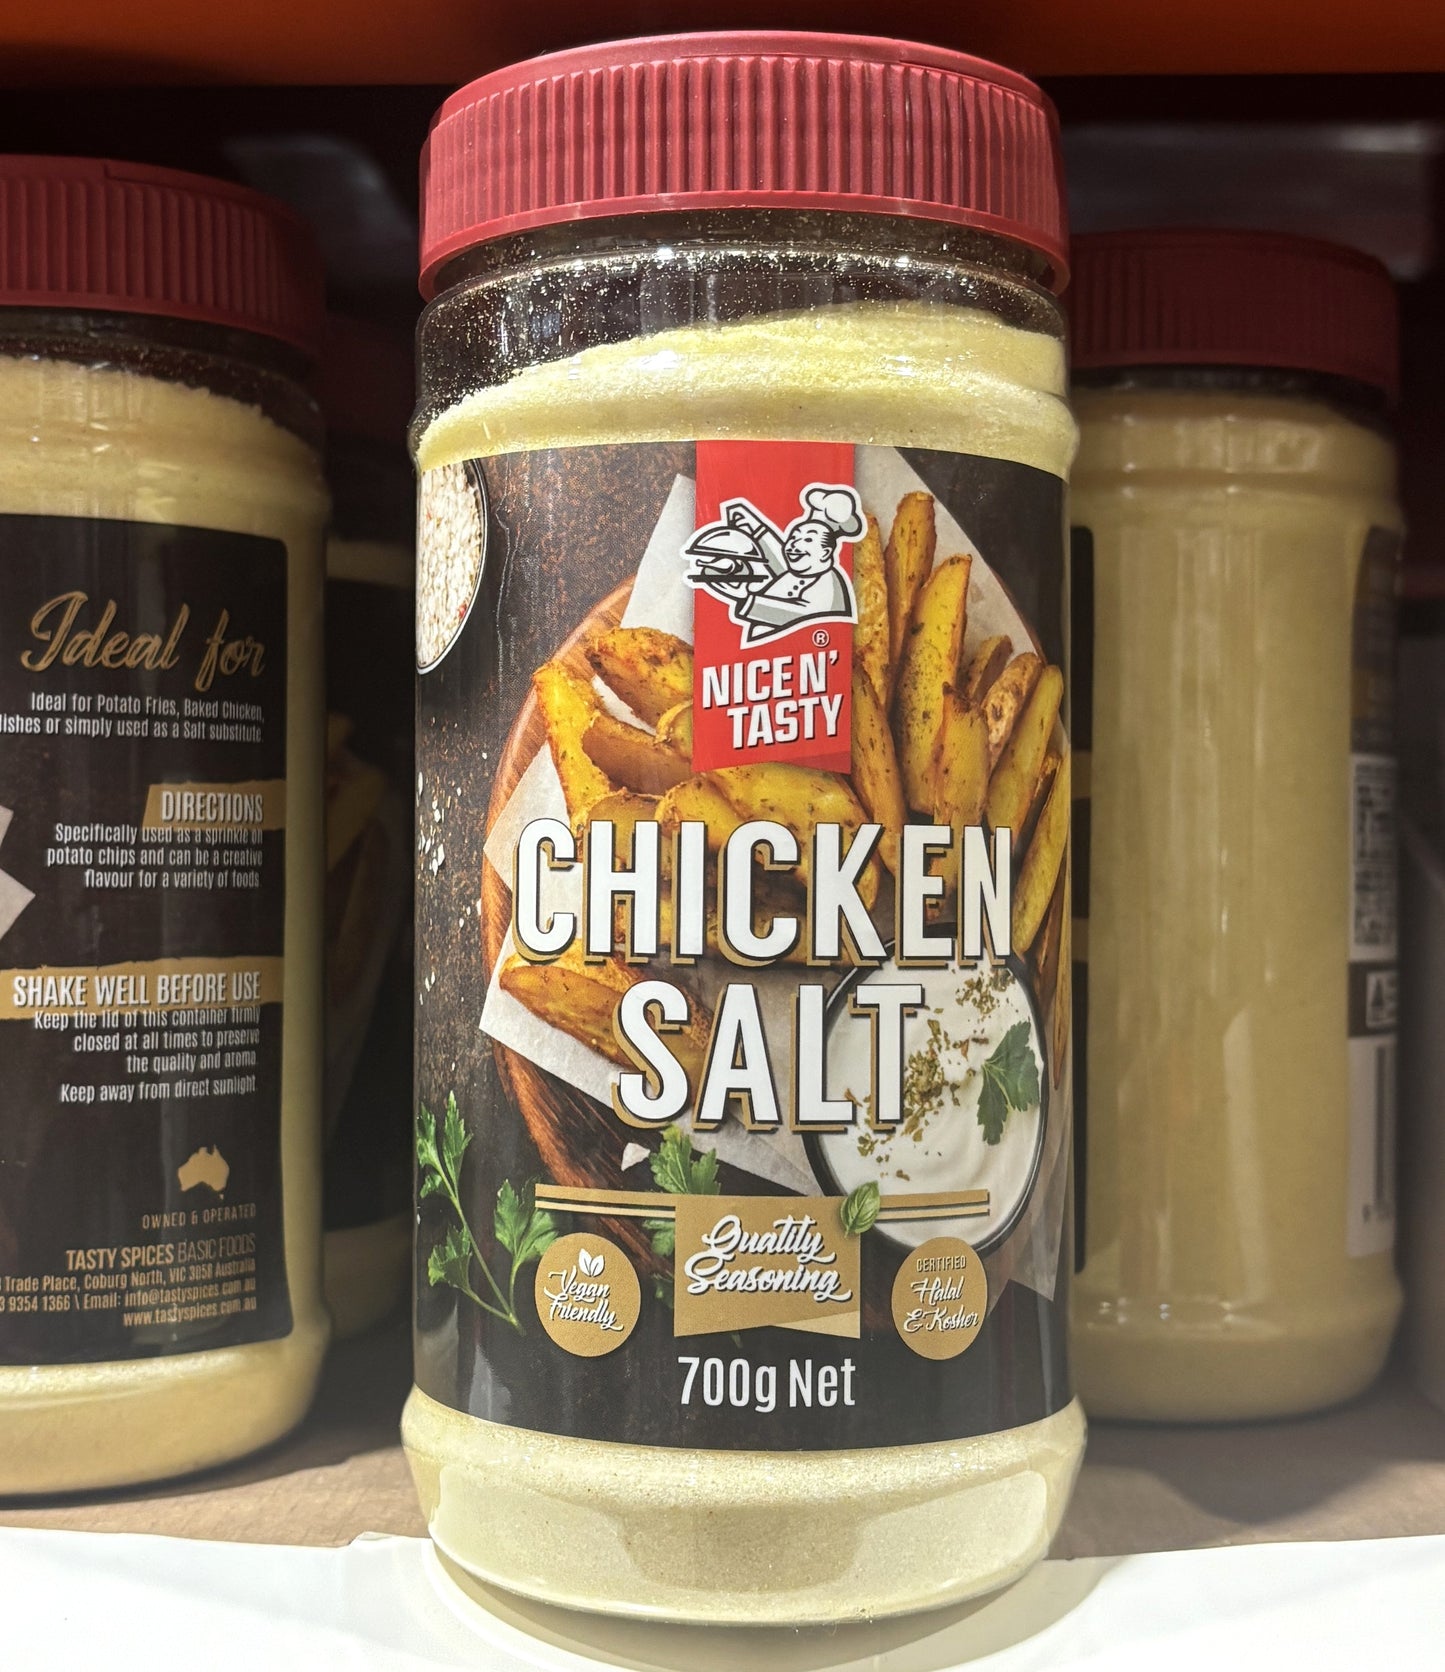 Ideal for
Ideal for Potato Fries, Baked Chicken,
or simply used as a Salt substitute.
DIRECTIONS
Specifically used as a sprinkle on
potato chips and can be a creative
flavour for a variety of foods.
SHAKE WELL BEFORE USE
Keep the lid of this container firmly
closed at all times to preserve
the quality and aroma.
Keep away from direct sunlight.
OWNED & OPERATED
TASTY SPICES BASIC FOODS
Trade Place, Coburg North, VIC 3058 Australia
9354 1366 \ Email: info@tastyspices.com.au
www.tastyspices.com.au
®
NICE N'
TASTY
CHICKEN
SALT
Quality
Seasoning
Vegan
Friendly
CERTIFIED
Halal
& Kosher
700g Net